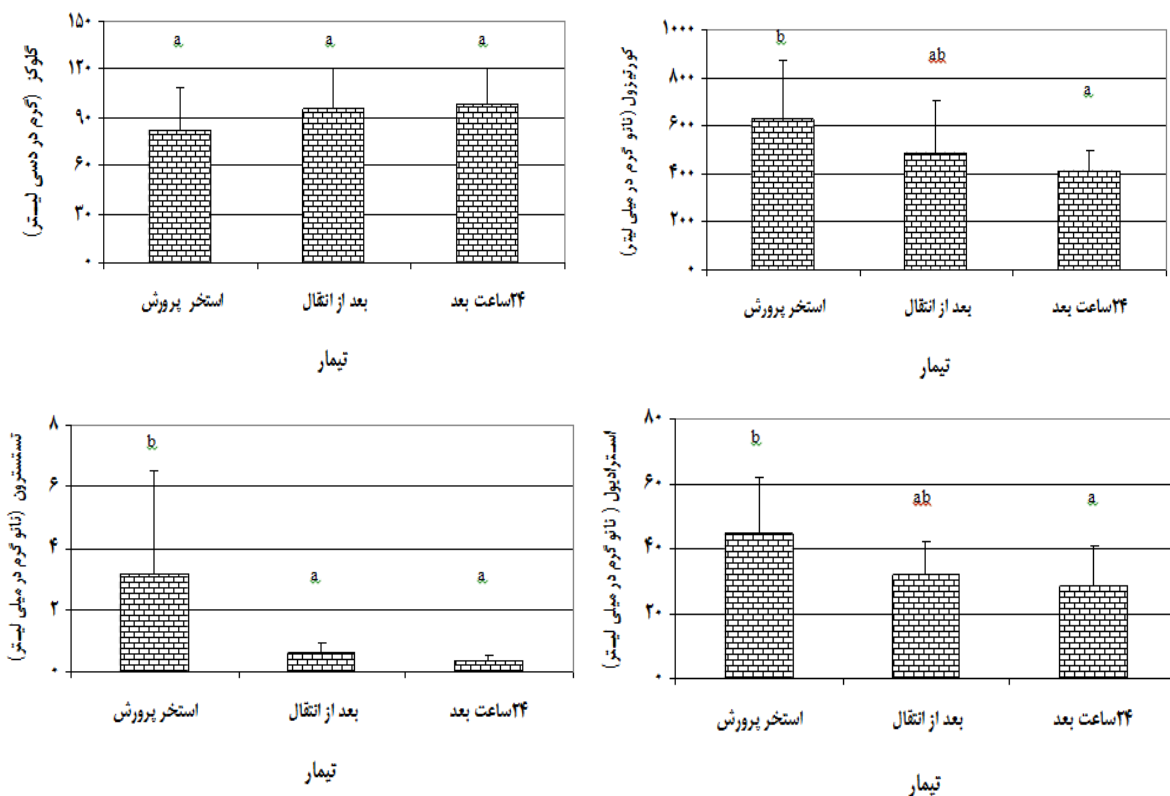 گلوکز (گرم در دسی لیستر)
۱۵۰
۱۲۰
۹۰
۶۰
۳۰
۰
a
a
a
استخر پرورش
بعد از انتقال
۲۴ساعت بعد
تیمار
کورتیزول (نانو گرم در میلی لیتر)
۱۰۰۰
۸۰۰
۶۰۰
۴۰۰
۲۰۰
۰
b
ab
a
استخر پرورش
بعد از انتقال
۲۴ساعت بعد
تیمار
تستسترون (نانو گرم در میلی لیستر)
۸
۶
۴
۲
۰
b
a
a
استخر پرورش
بعد از انتقال
۲۴ساعت بعد
تیمار
استرادیول (نانو گرم در میلی لیستر)
۸۰
۶۰
۴۰
۲۰
۰
b
ab
a
استخر پرورش
بعد از انتقال
۲۴ساعت بعد
تیمار